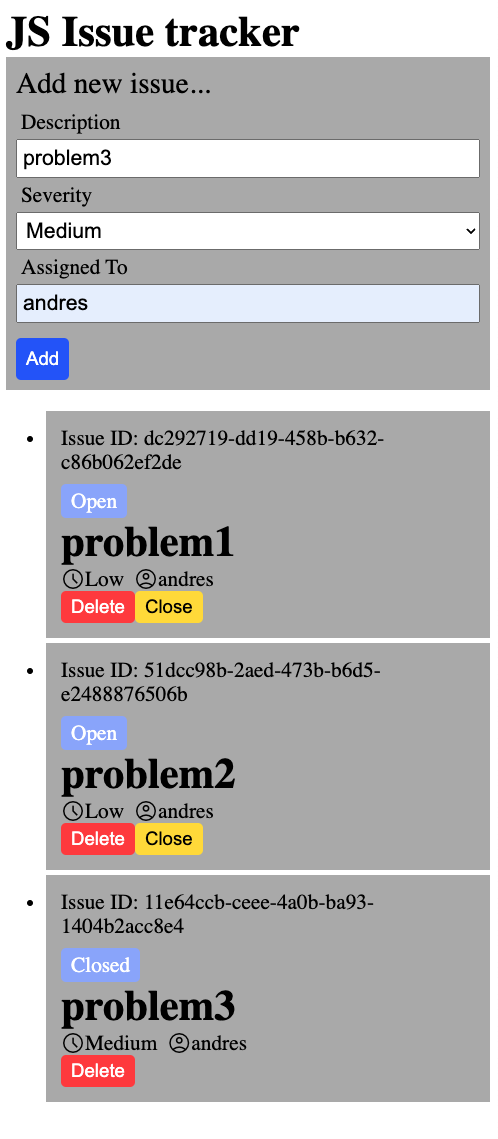 JS Issue tracker
Add new issue...
Description
problem3
Severity
Medium
Assigned To
andres
Add
Issue ID: dc292719-dd19-458b-b632-
c86b062ef2de
Open
problem1
Low andres
Delete Close
Issue ID: 51dcc98b-2aed-473b-b6d5-
e2488876506b
Open
problem2
Low andres
Delete Close
Issue ID: 11e64ccb-ceee-4a0b-ba93-
1404b2acc8e4
Closed
problem3
Medium andres
Delete